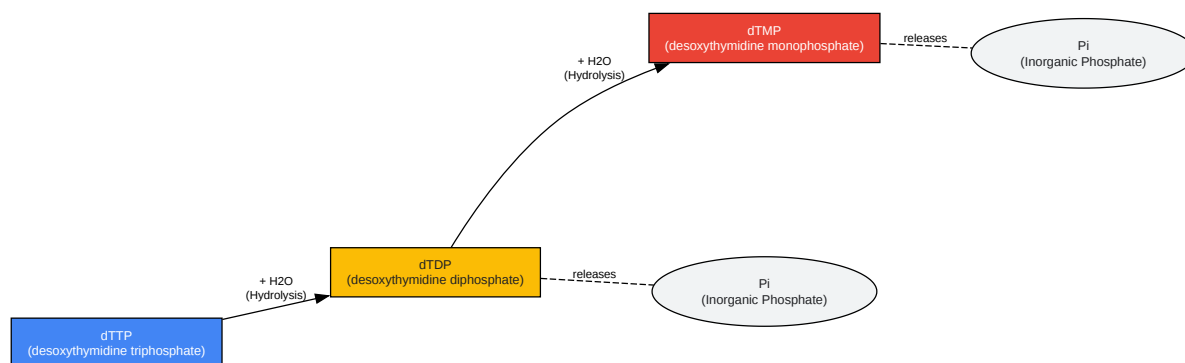 dTMP
(desoxythymidine monophosphate)
releases
Pi
(Inorganic Phosphate)
+ H2O
(Hydrolysis)
dTDP
(desoxythymidine diphosphate)
releases
Pi
(Inorganic Phosphate)
+ H2O
(Hydrolysis)
dTTP
(desoxythymidine triphosphate)